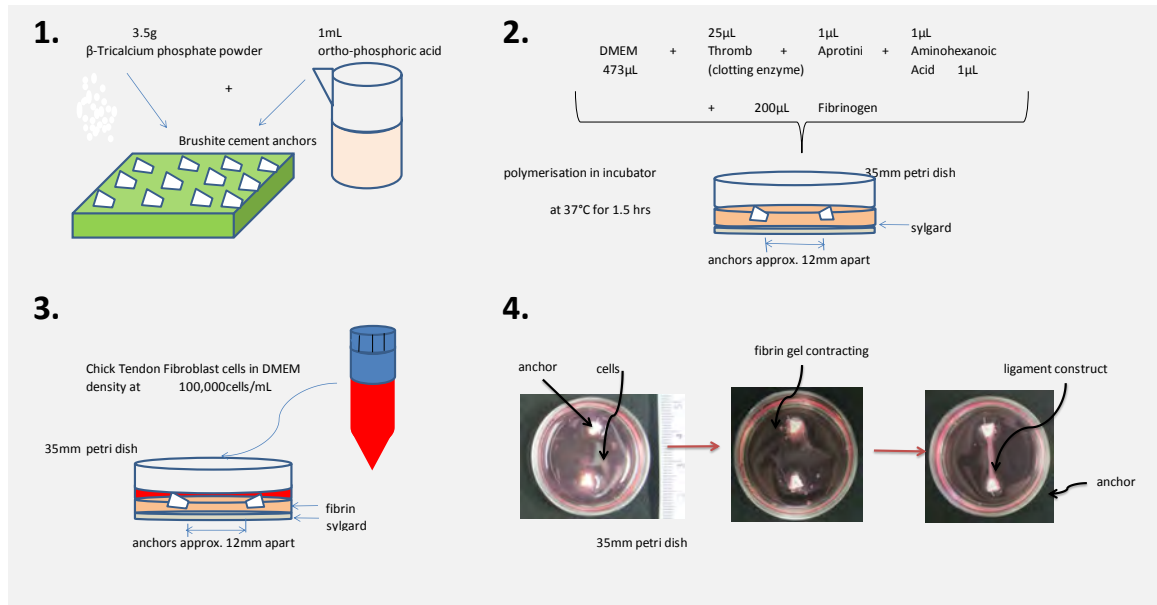 1.
3.5g
β-Tricalcium phosphate powder
+
1mL
ortho-phosphoric acid
Brushite cement anchors
2.
DMEM
473µL
+
25µL
Thromb
(clotting enzyme)
+
1µL
Aprotini
+
1µL
Aminohexanoic
Acid 1µL
+ 200µL Fibrinogen
polymerisation in incubator
at 37°C for 1.5 hrs
35mm petri dish
sylgard
anchors approx. 12mm apart
3.
Chick Tendon Fibroblast cells in DMEM
density at 100,000cells/mL
35mm petri dish
fibrin
sylgard
anchors approx. 12mm apart
4.
anchor
cells
fibrin gel contracting
ligament construct
anchor
35mm petri dish